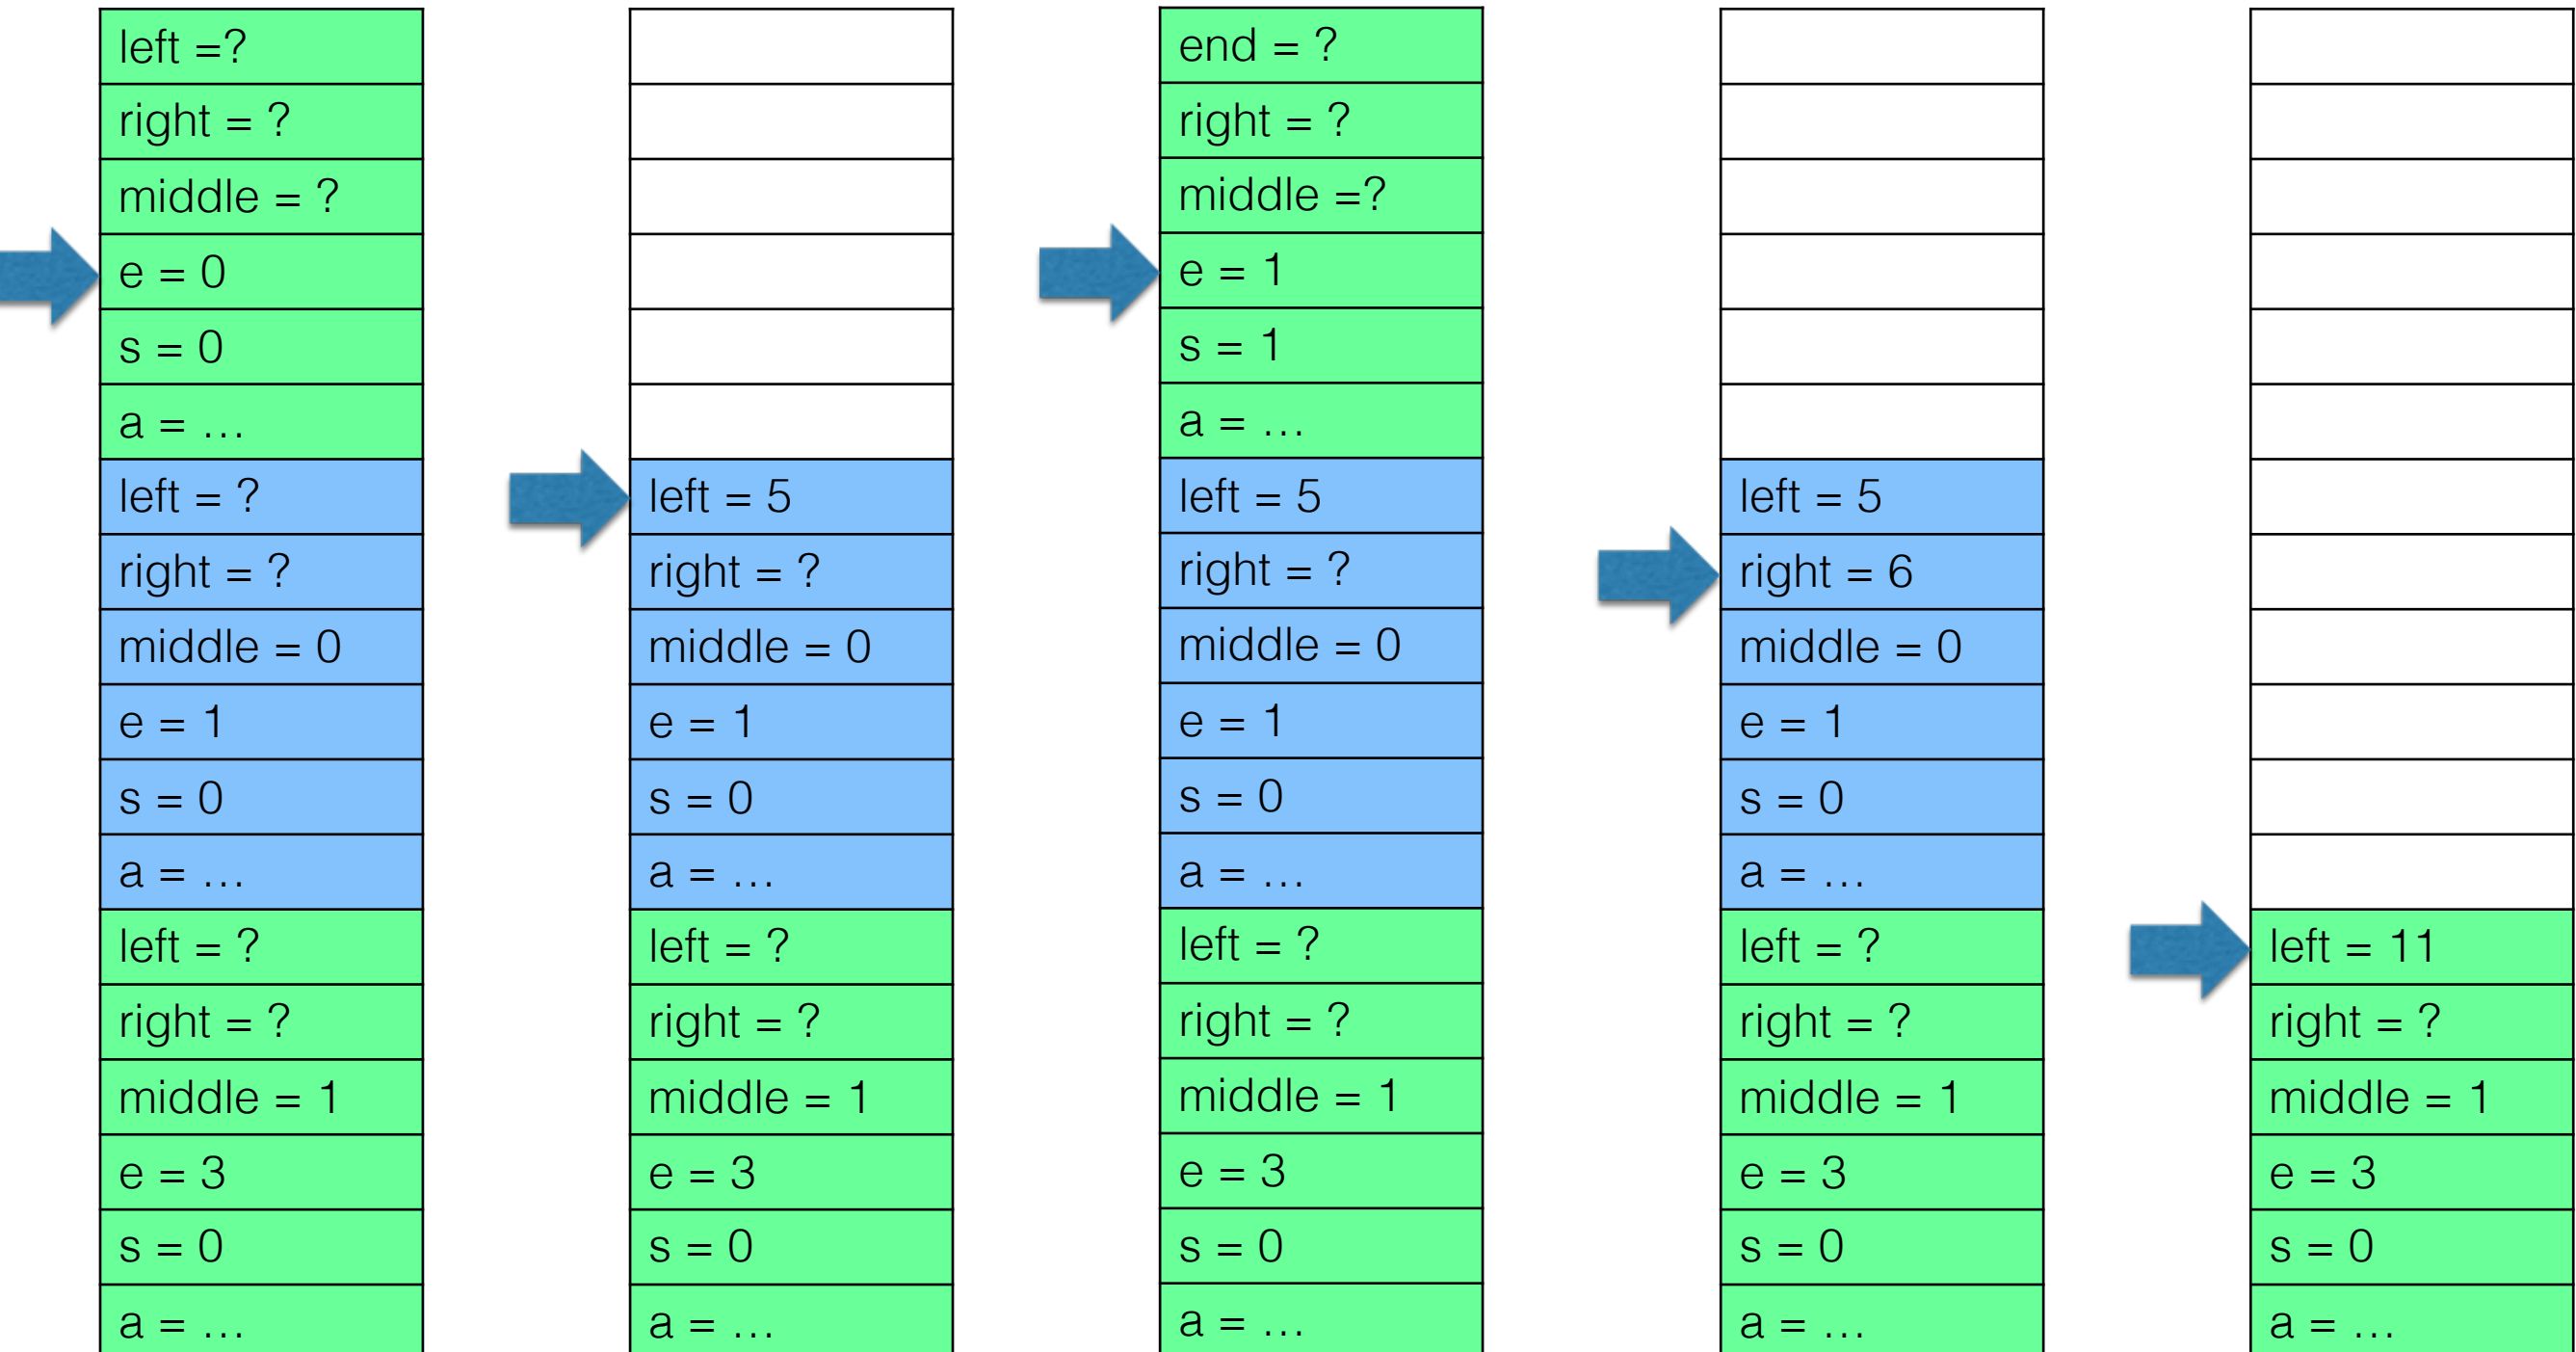 left =?
right = ?
middle = ?
e = 0
s = 0
a = …
left = ?
right = ?
middle = 0
e = 1
s = 0
a = …
left = ?
right = ?
middle = 1
e = 3
s = 0
a = …
left = 5
right = ?
middle = 0
e = 1
s = 0
a = …
left = ?
right = ?
middle = 1
e = 3
s = 0
a = …
end = ?
right = ?
middle =?
e = 1
s = 1
a = …
left = 5
right = ?
middle = 0
e = 1
s = 0
a = …
left = ?
right = ?
middle = 1
e = 3
s = 0
a = …
left = 5
right = 6
middle = 0
e = 1
s = 0
a = …
left = ?
right = ?
middle = 1
e = 3
s = 0
a = …
left = 11
right = ?
middle = 1
e = 3
s = 0
a = …